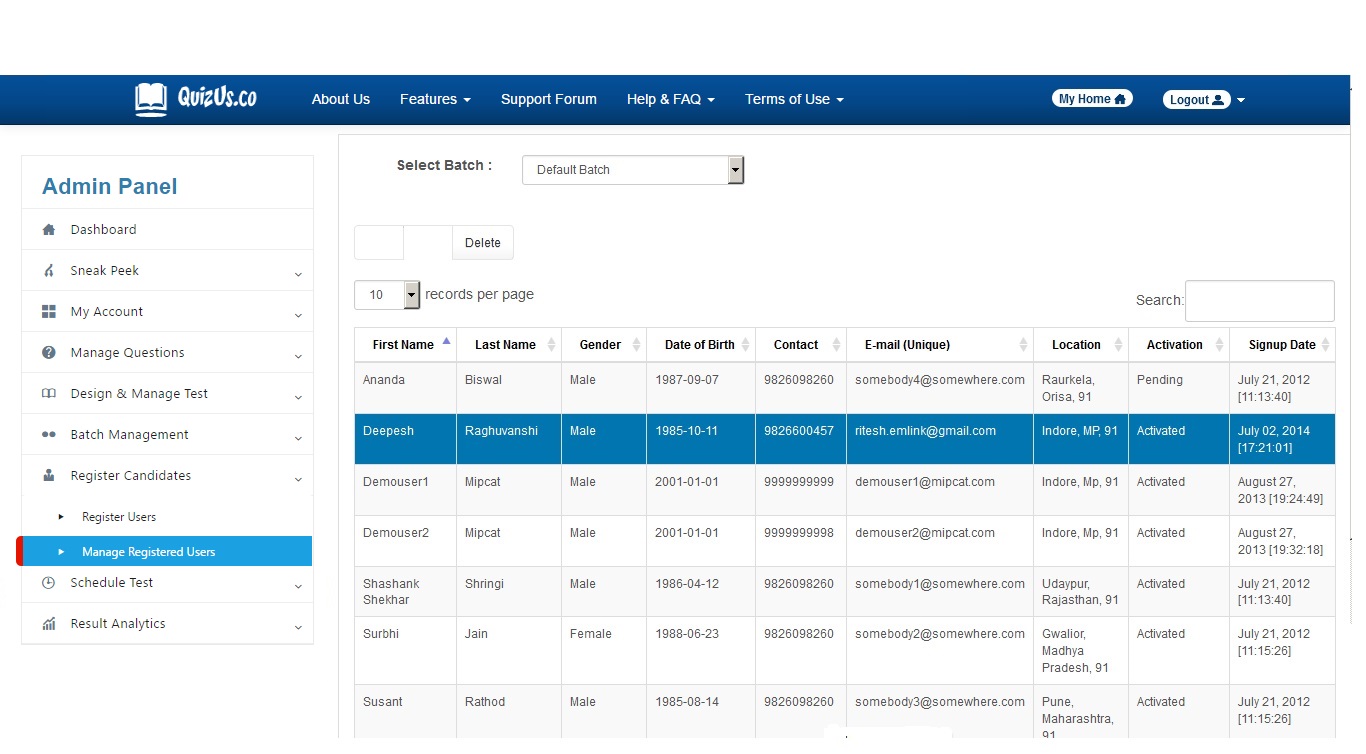 QuizUs.co About Us Features Support Forum Help & FAQ Terms of Use My Home Logout
Admin Panel
Dashboard
Sneak Peek
My Account
Manage Questions
Design & Manage Test
Batch Management
Register Candidates
Register Users
Manage Registered Users
Schedule Test
Result Analytics
Select Batch : Default Batch
Delete
10 records per page
Search:
First Name Last Name Gender Date of Birth Contact E-mail (Unique) Location Activation Signup Date
Ananda Biswal Male 1987-09-07 9826098260 somebody4@somewhere.com Raurkela, Pending July 21, 2012
Orisa, 91 [11:13:40]
Deepesh Raghuvanshi Male 1985-10-11 9826600457 ritesh.emlink@gmail.com Indore, MP, 91 Activated July 02, 2014
[17:21:01]
Demouser1 Mipcat Male 2001-01-01 9999999999 demouser1@mipcat.com Indore, Mp, 91 Activated August 27,
2013 [19:24:49]
Demouser2 Mipcat Male 2001-01-01 9999999998 demouser2@mipcat.com Indore, Mp, 91 Activated August 27,
2013 [19:32:18]
Shashank Shringi Male 1986-04-12 9826098260 somebody1@somewhere.com Udaypur, Activated July 21, 2012
Shekhar Rajasthan, 91 [11:13:40]
Surbhi Jain Female 1988-06-23 9826098260 somebody2@somewhere.com Gwalior, Activated July 21, 2012
Madhya [11:15:26]
Pradesh, 91
Susant Rathod Male 1985-08-14 9826098260 somebody3@somewhere.com Pune, Activated July 21, 2012
Maharashtra, [11:15:26]
91